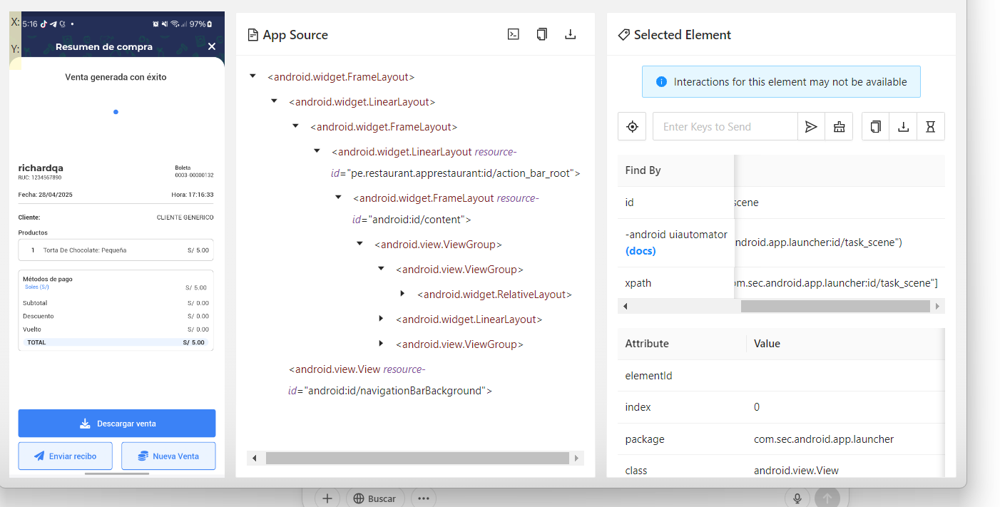 X:
5:16
97%
Y:
Resumen de compra
Venta generada con éxito
richardqa
Boleta
RUC: 1234567890
0003-00000132
Fecha: 28/04/2025
Hora: 17:16:33
Cliente:
CLIENTE GENERICO
Productos
1 Torta De Chocolate: Pequeña S/ 5.00
Métodos de pago
Soles (S/) S/ 5.00
Subtotal S/ 0.00
Descuento S/ 0.00
Vuelto S/ 0.00
TOTAL S/ 5.00
Descargar venta
Enviar recibo
Nueva Venta
App Source
<android.widget.FrameLayout>
<android.widget.LinearLayout>
<android.widget.FrameLayout>
<android.widget.LinearLayout resource-
id="pe.restaurant.apprestaurant:id/action_bar_root">
<android.widget.FrameLayout resource-
id="android:id/content">
<android.view.ViewGroup>
<android.view.ViewGroup>
<android.widget.RelativeLayout>
<android.widget.LinearLayout>
<android.view.ViewGroup>
<android.view.View resource-
id="android:id/navigationBarBackground">
Selected Element
Interactions for this element may not be available
Enter Keys to Send
Find By
id scene
-android uiautomator
(docs)
ndroid.app.launcher:id/task_scene")
xpath om.sec.android.app.launcher:id/task_scene"]
Attribute Value
elementId
index 0
package com.sec.android.app.launcher
class android.view.View
Buscar